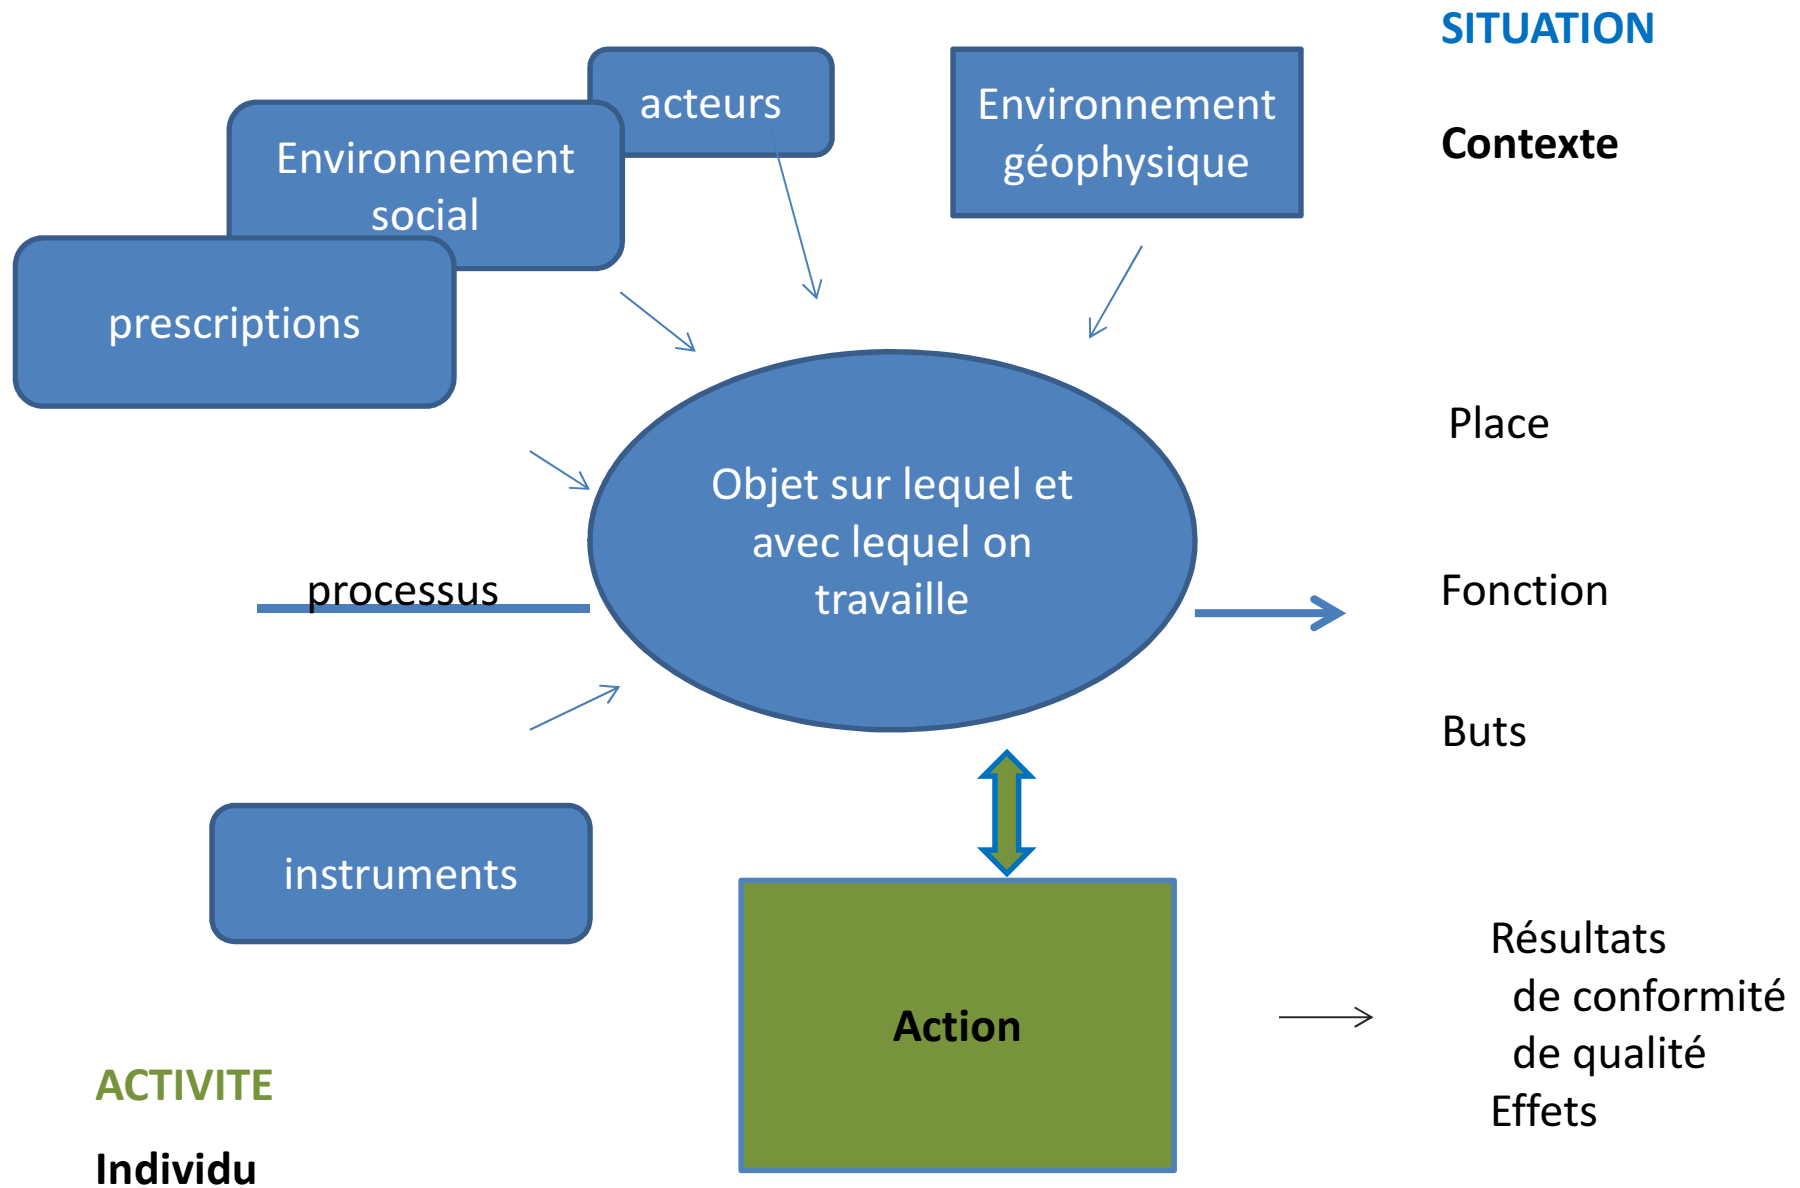 SITUATION
acteurs
Environnement
géophysique
Contexte
Environnement
social
prescriptions
Place
Objet sur lequel et
avec lequel on
travaille
processus
Fonction
Buts
instruments
Résultats
de conformité
de qualité
Effets
Action
ACTIVITE
Individu